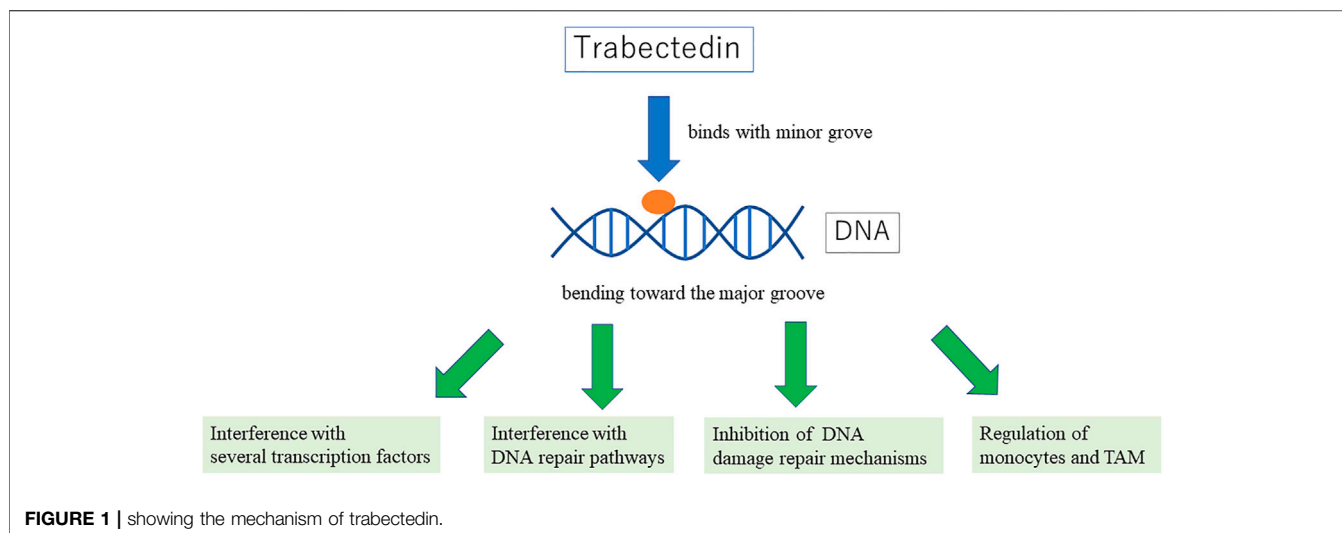 Trabectedin
binds with minor grove
DNA
bending toward the major groove
Interference with
several transcription factors
Interference with
DNA repair pathways
Inhibition of DNA
damage repair mechanisms
Regulation of
monocytes and TAM
FIGURE 1 | showing the mechanism of trabectedin.